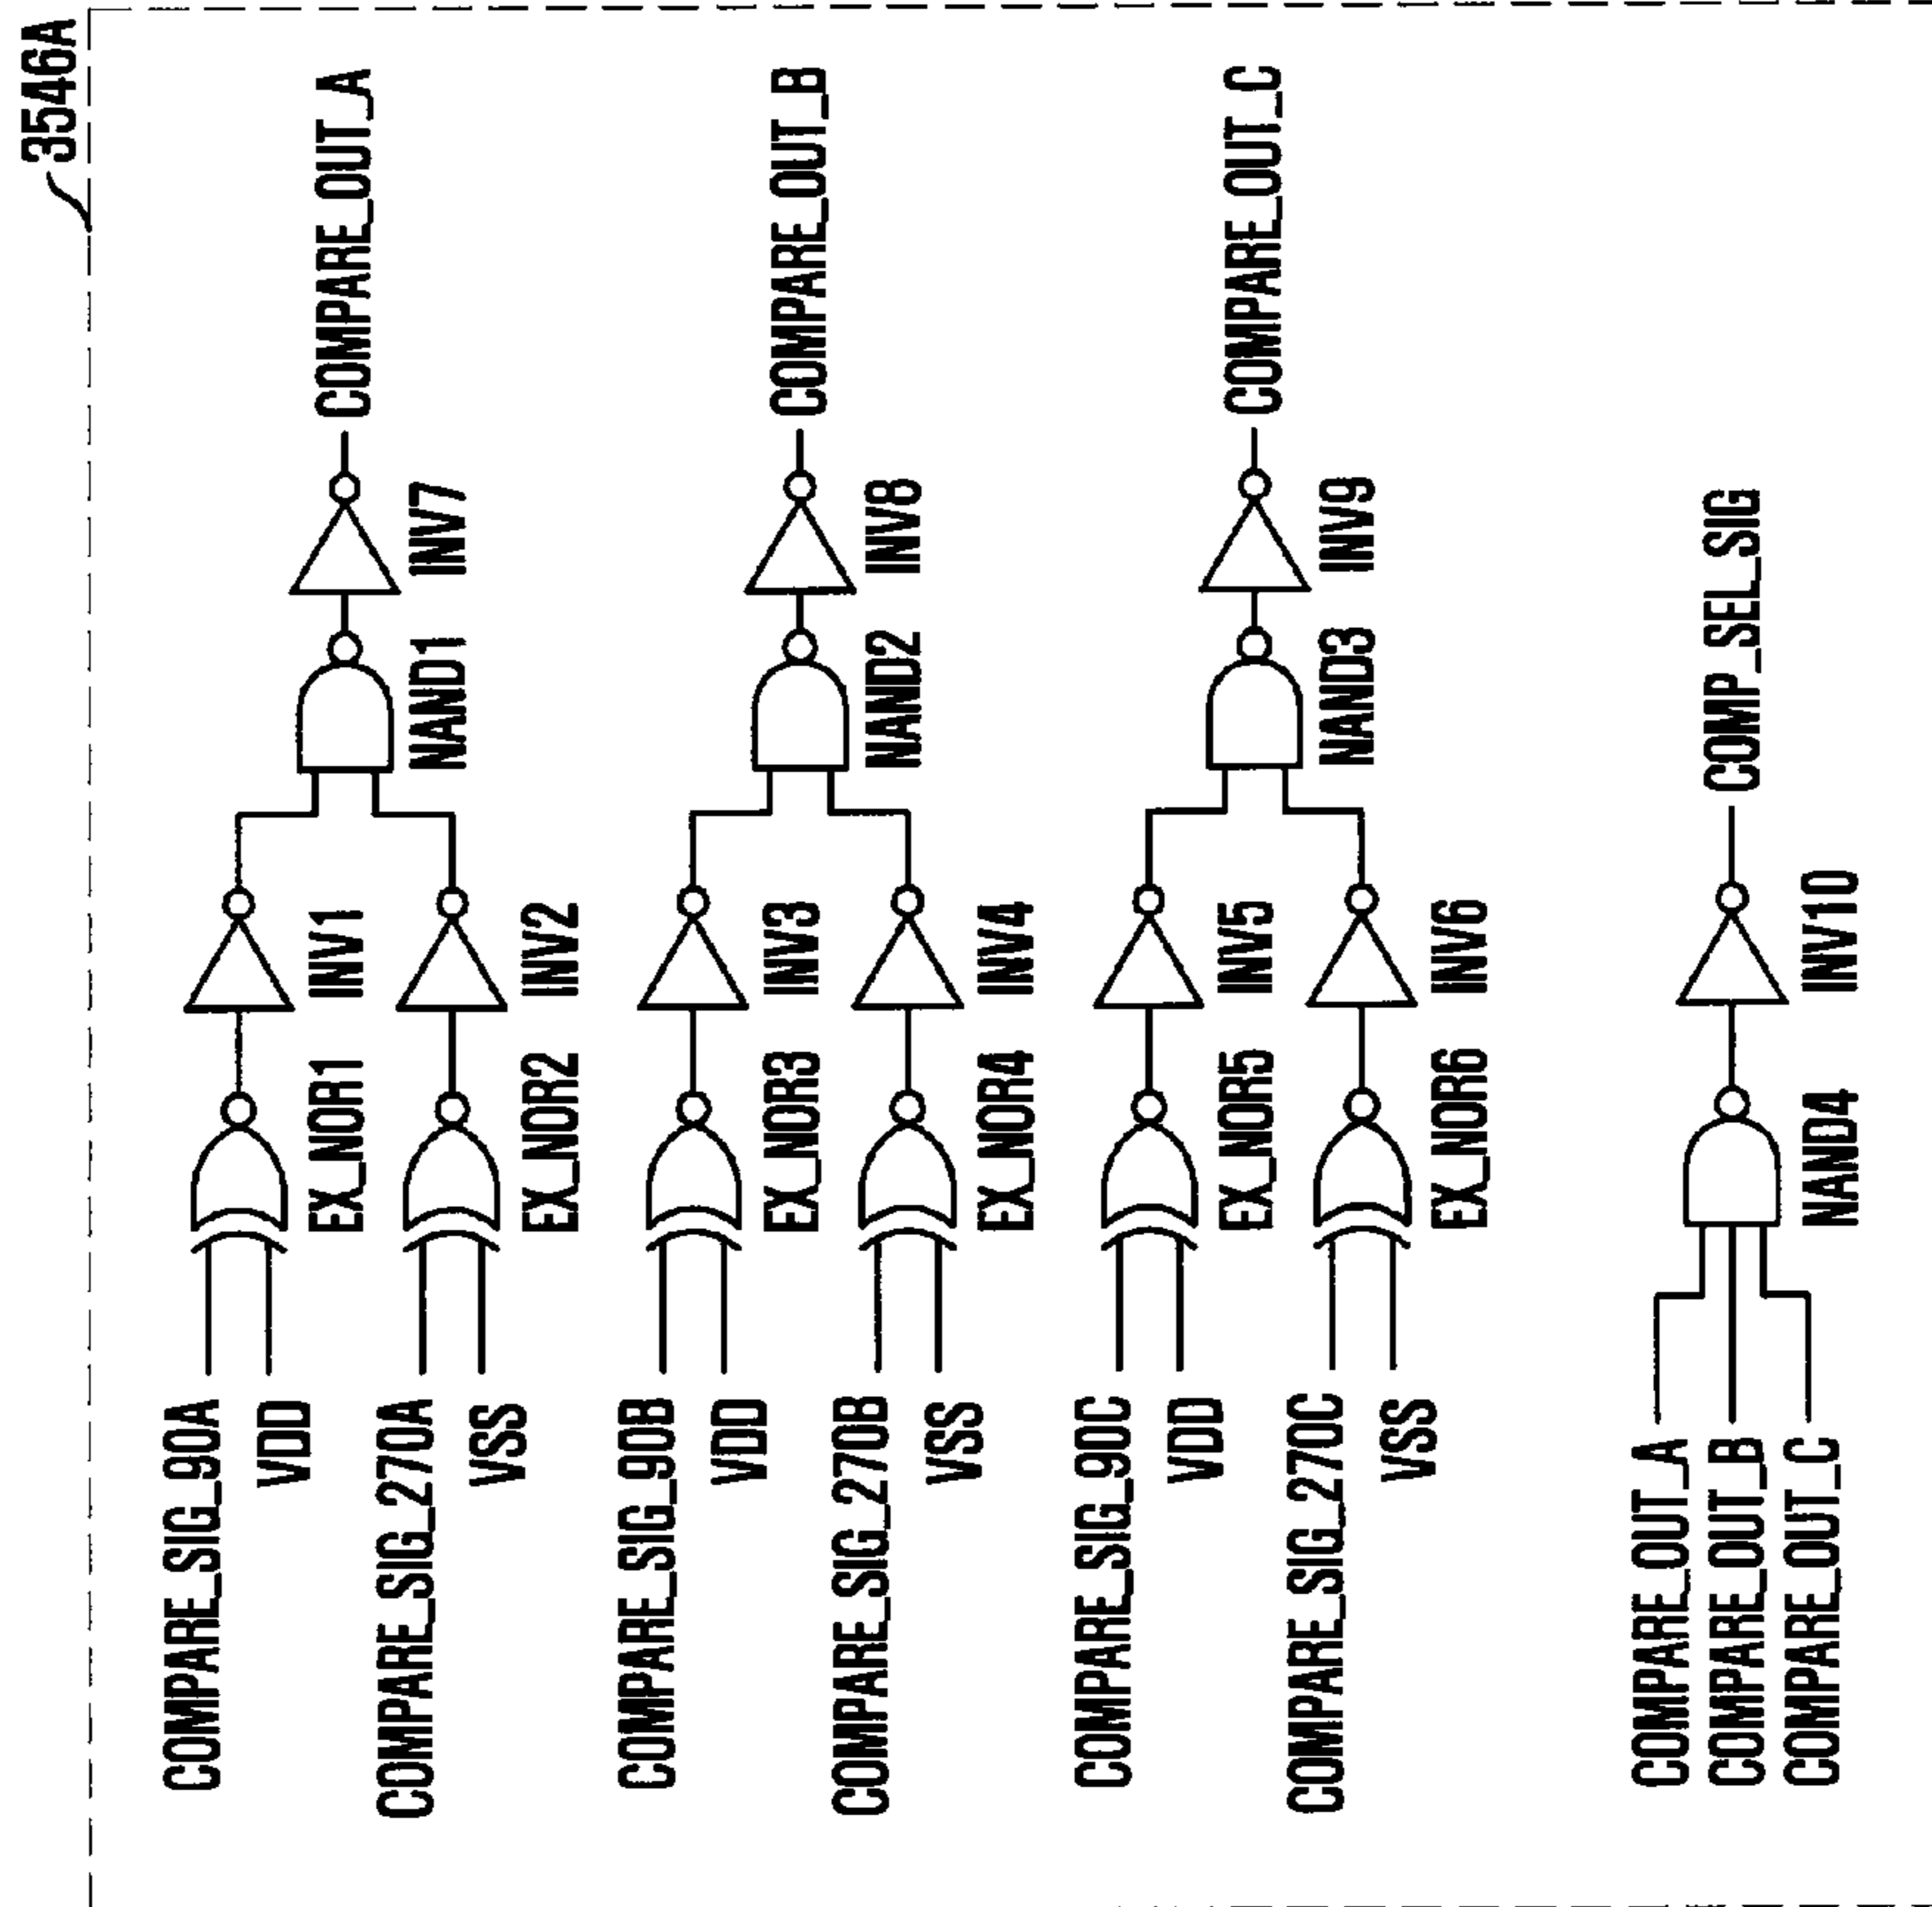 3546A
COMPARE_SIG_90A
VDD
EX_NOR1
INV1
COMPARE_SIG_270A
VSS
EX_NOR2
INV2
NAND1
INV7
COMPARE_OUT_A
COMPARE_SIG_90B
VDD
EX_NOR3
INV3
COMPARE_SIG_270B
VSS
EX_NOR4
INV4
NAND2
INV8
COMPARE_OUT_B
COMPARE_SIG_90C
VDD
EX_NOR5
INV5
COMPARE_SIG_270C
VSS
EX_NOR6
INV6
NAND3
INV9
COMPARE_OUT_C
COMPARE_OUT_A
COMPARE_OUT_B
COMPARE_OUT_C
NAND4
INV10
COMP_SEL_SIG